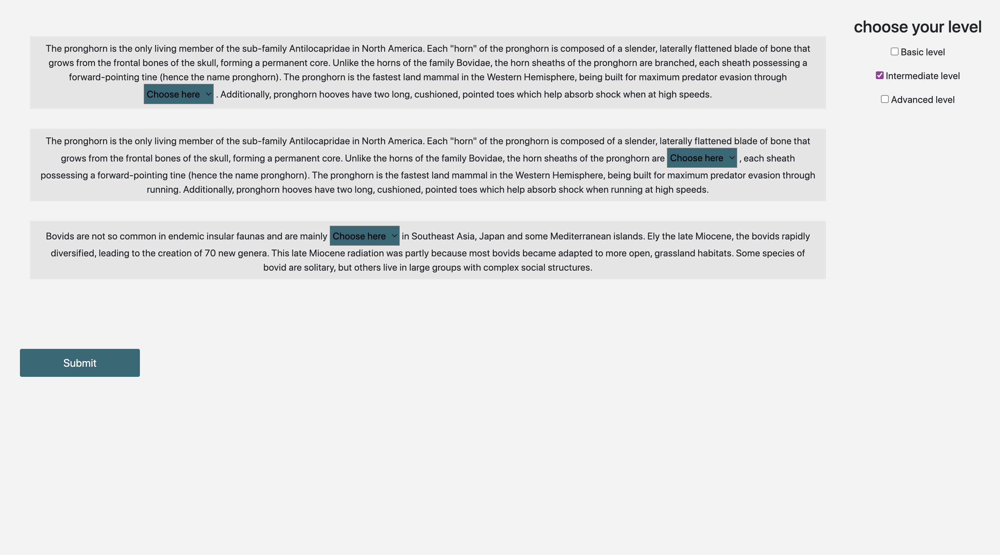 choose your level
Basic level
Intermediate level
Advanced level
The pronghorn is the only living member of the sub-family Antilocapridae in North America. Each "horn" of the pronghorn is composed of a slender, laterally flattened blade of bone that
grows from the frontal bones of the skull, forming a permanent core. Unlike the horns of the family Bovidae, the horn sheaths of the pronghorn are branched, each sheath possessing a
forward-pointing tine (hence the name pronghorn). The pronghorn is the fastest land mammal in the Western Hemisphere, being built for maximum predator evasion through
Choose here . Additionally, pronghorn hooves have two long, cushioned, pointed toes which help absorb shock when at high speeds.
The pronghorn is the only living member of the sub-family Antilocapridae in North America. Each "horn" of the pronghorn is composed of a slender, laterally flattened blade of bone that
grows from the frontal bones of the skull, forming a permanent core. Unlike the horns of the family Bovidae, the horn sheaths of the pronghorn are Choose here , each sheath
possessing a forward-pointing tine (hence the name pronghorn). The pronghorn is the fastest land mammal in the Western Hemisphere, being built for maximum predator evasion through
running. Additionally, pronghorn hooves have two long, cushioned, pointed toes which help absorb shock when running at high speeds.
Bovids are not so common in endemic insular faunas and are mainly Choose here in Southeast Asia, Japan and some Mediterranean islands. Ely the late Miocene, the bovids rapidly
diversified, leading to the creation of 70 new genera. This late Miocene radiation was partly because most bovids became adapted to more open, grassland habitats. Some species of
bovid are solitary, but others live in large groups with complex social structures.
Submit